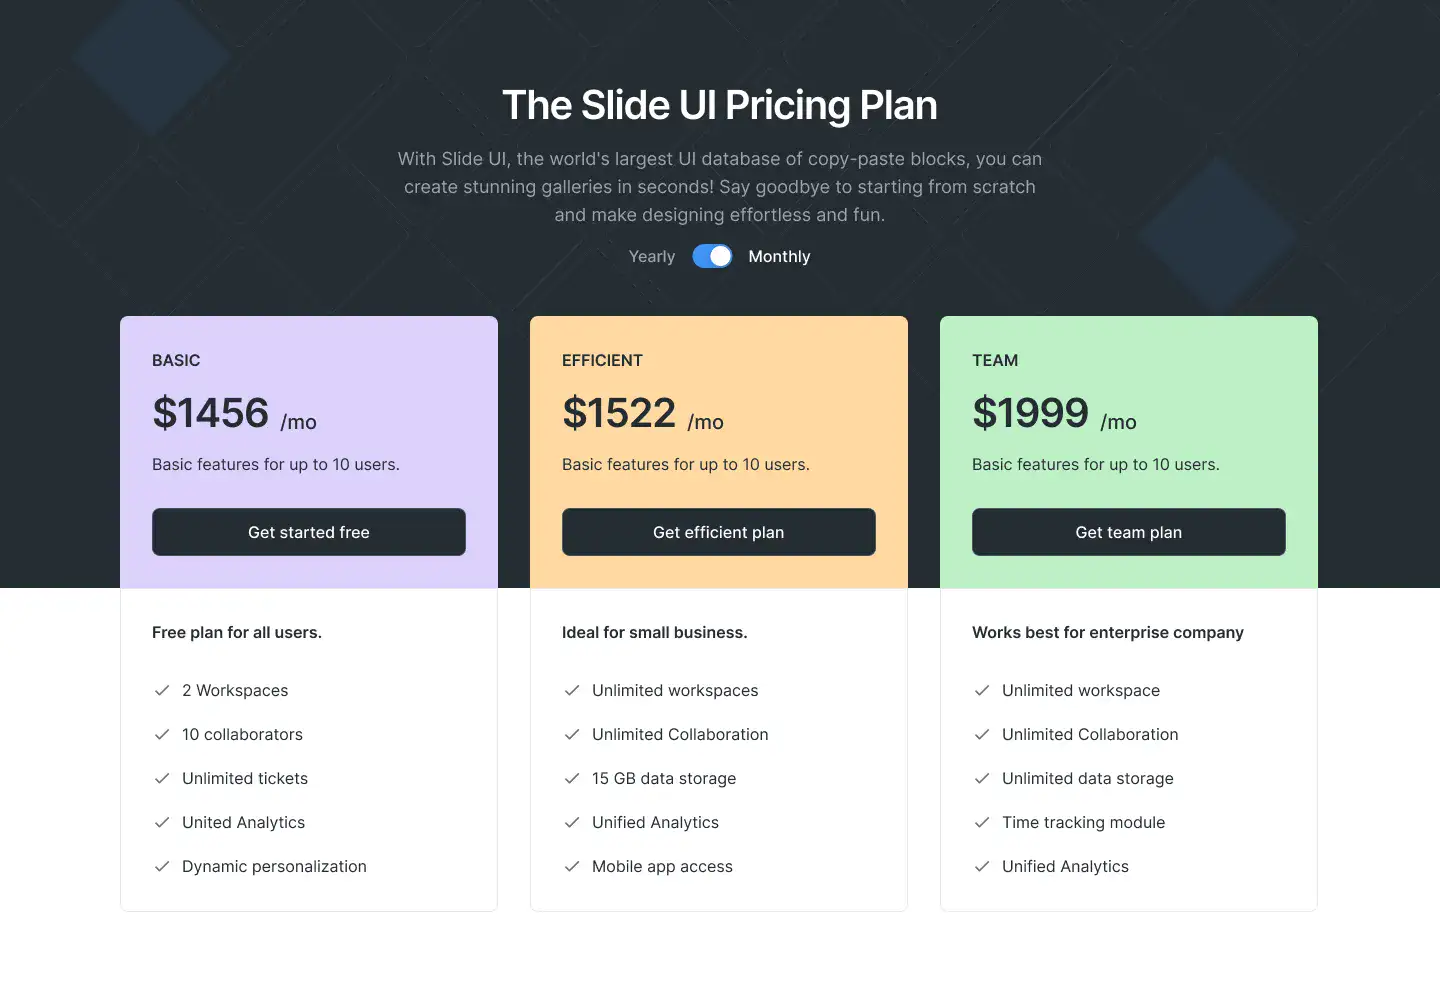 The Slide UI Pricing Plan
With Slide UI, the world's largest UI database of copy-paste blocks, you can
create stunning galleries in seconds! Say goodbye to starting from scratch
and make designing effortless and fun.
Yearly Monthly
BASIC
$1456 /mo
Basic features for up to 10 users.
Get started free
Free plan for all users.
2 Workspaces
10 collaborators
Unlimited tickets
United Analytics
Dynamic personalization
EFFICIENT
$1522 /mo
Basic features for up to 10 users.
Get efficient plan
Ideal for small business.
Unlimited workspaces
Unlimited Collaboration
15 GB data storage
Unified Analytics
Mobile app access
TEAM
$1999 /mo
Basic features for up to 10 users.
Get team plan
Works best for enterprise company
Unlimited workspace
Unlimited Collaboration
Unlimited data storage
Time tracking module
Unified Analytics